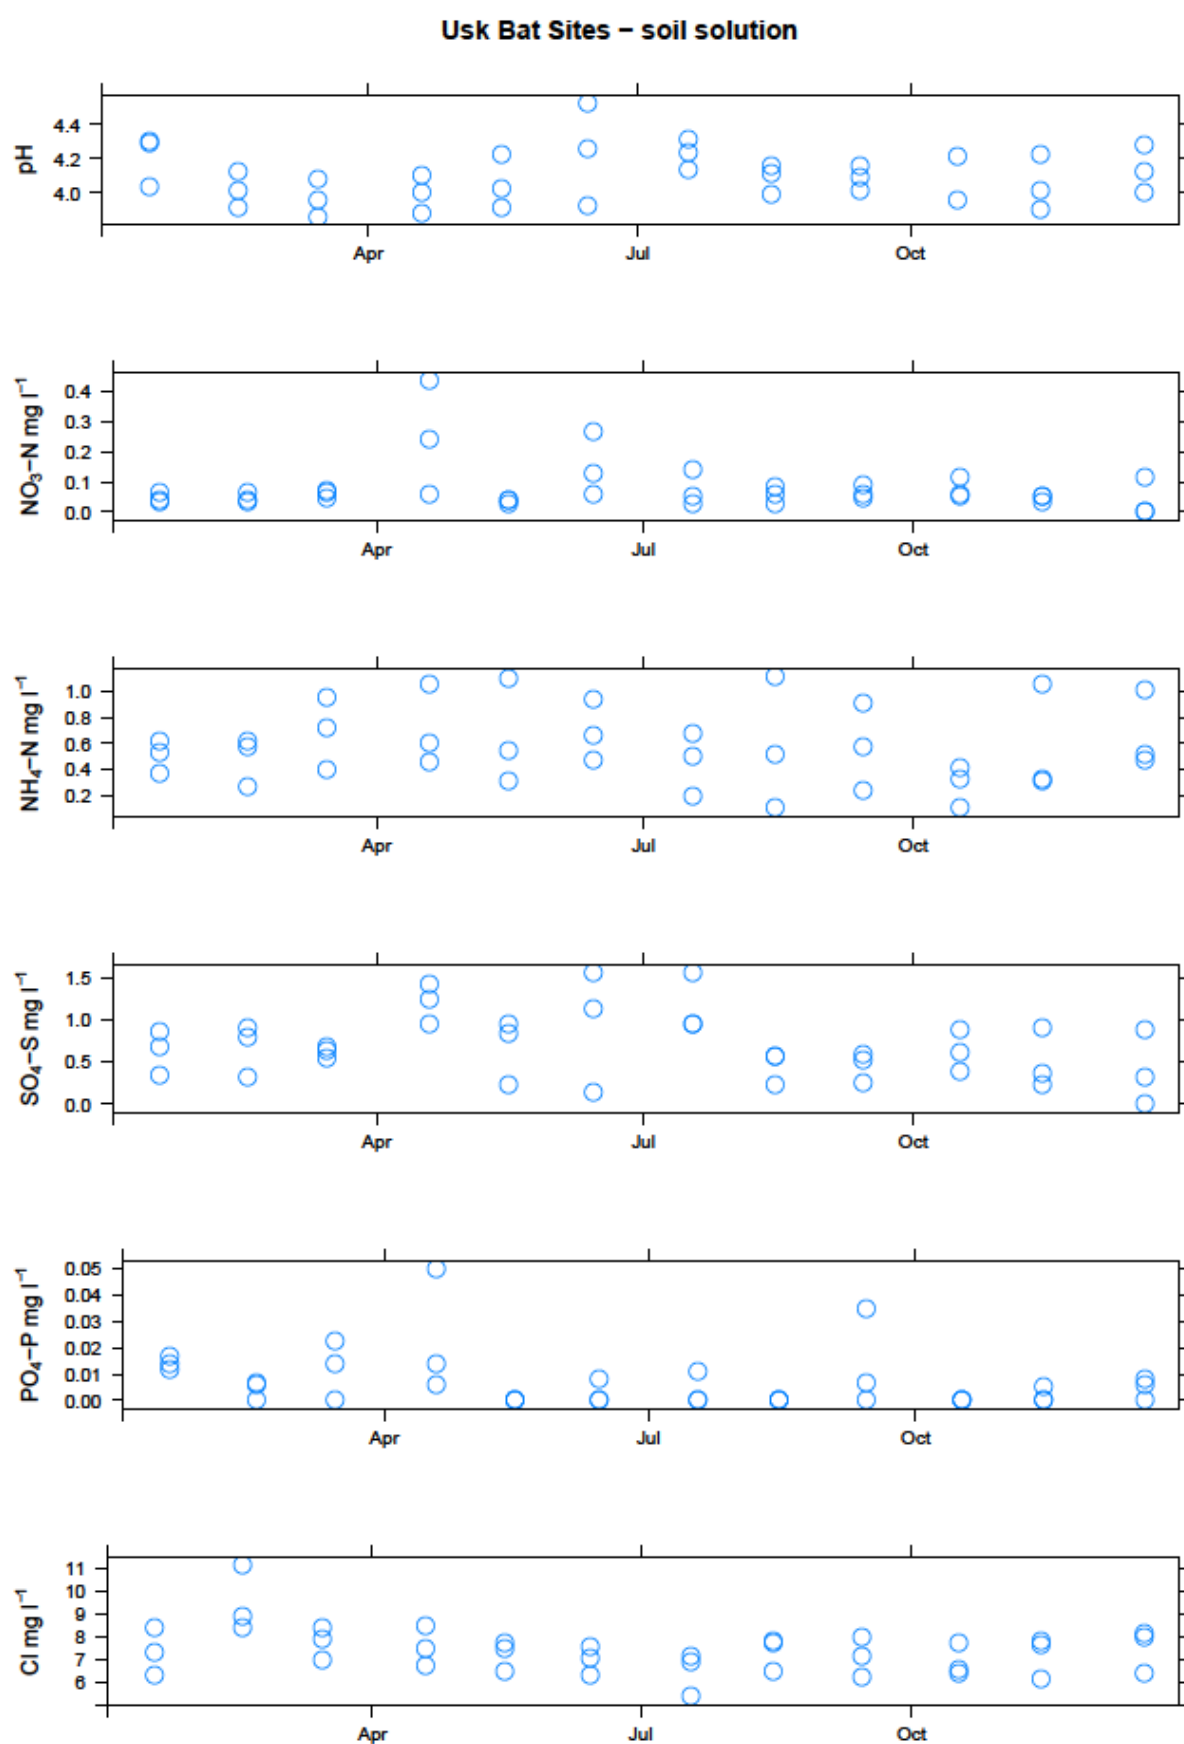 Usk Bat Sites − soil solution
pH
4.4
4.2
4.0
Apr Jul Oct
NO₃−N mg l⁻¹
0.4
0.3
0.2
0.1
0.0
Apr Jul Oct
NH₄−N mg l⁻¹
1.0
0.8
0.6
0.4
0.2
Apr Jul Oct
SO₄−S mg l⁻¹
1.5
1.0
0.5
0.0
Apr Jul Oct
PO₄−P mg l⁻¹
0.05
0.04
0.03
0.02
0.01
0.00
Apr Jul Oct
Cl mg l⁻¹
11
10
9
8
7
6
Apr Jul Oct